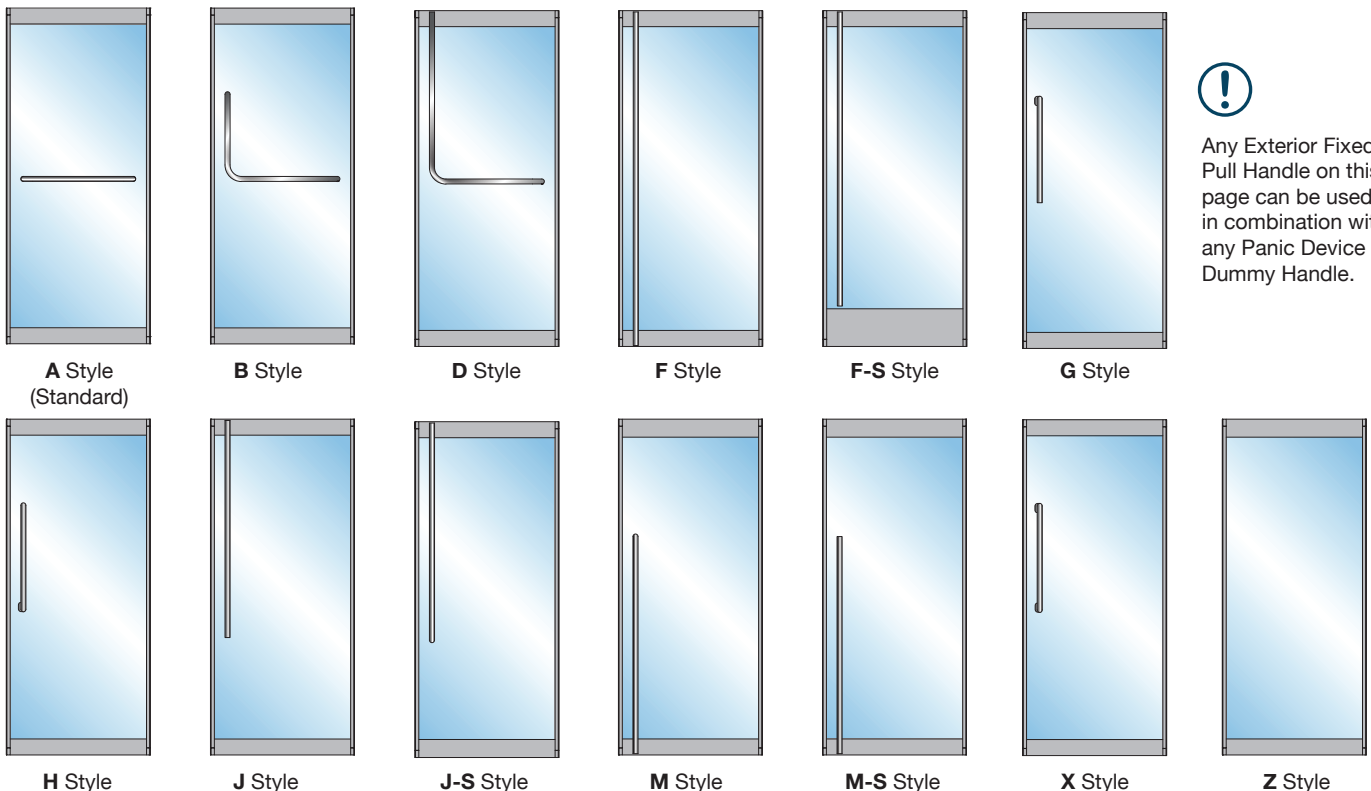 Any Exterior Fixed
Pull Handle on this
page can be used
in combination wit
any Panic Device
Dummy Handle.
A Style
(Standard)
B Style
D Style
F Style
F-S Style
G Style
H Style
J Style
J-S Style
M Style
M-S Style
X Style
Z Style